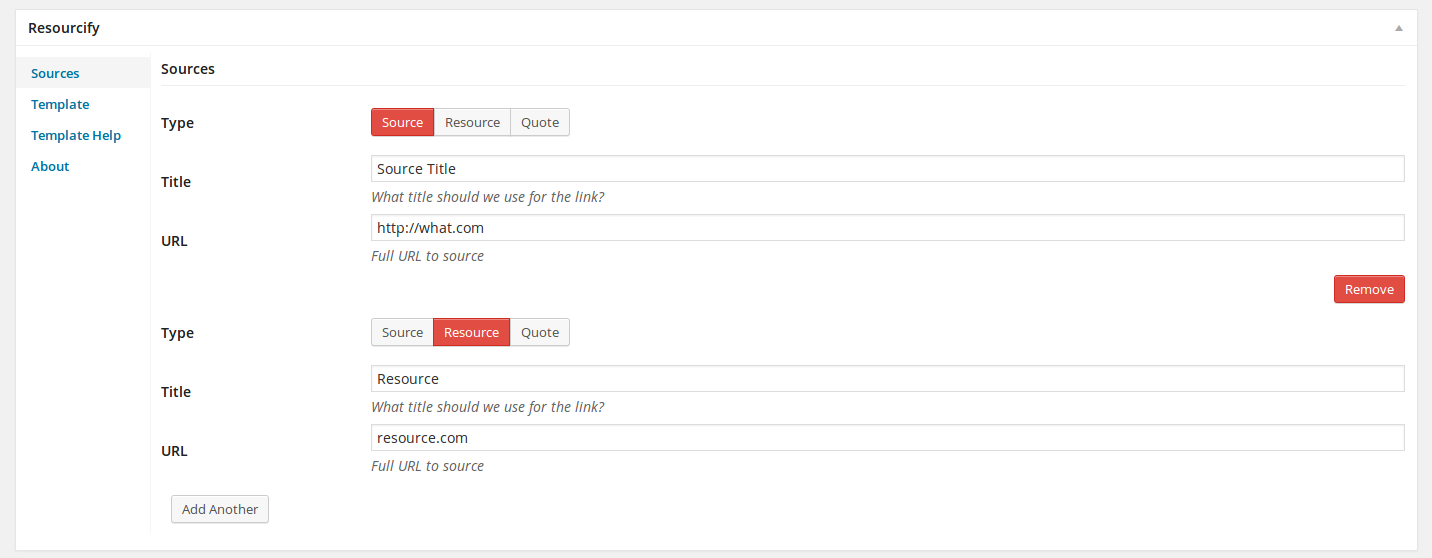 Resourcify
Sources
Template
Template Help
About
Sources
Type
Source Resource Quote
Title
Source Title
What title should we use for the link?
URL
http://what.com
Full URL to source
Remove
Type
Source Resource Quote
Title
Resource
What title should we use for the link?
URL
resource.com
Full URL to source
Add Another